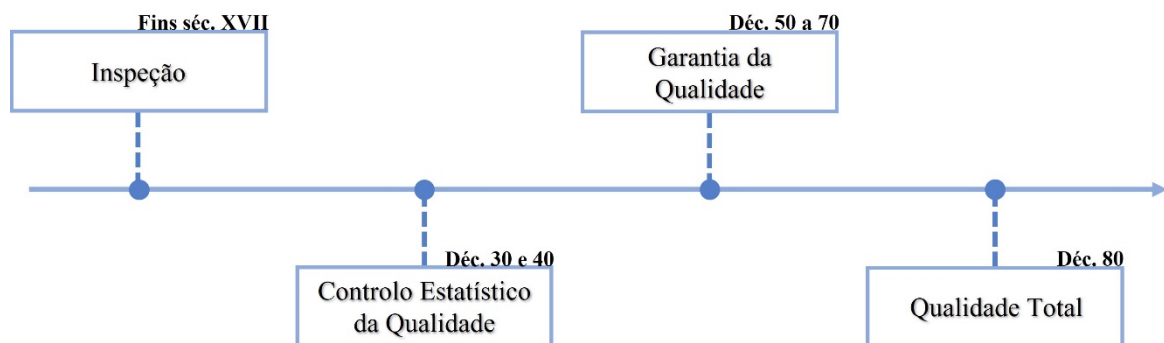 Fins séc. XVII
Inspeção
Déc. 30 e 40
Controlo Estatístico
da Qualidade
Déc. 50 a 70
Garantia da
Qualidade
Déc. 80
Qualidade Total